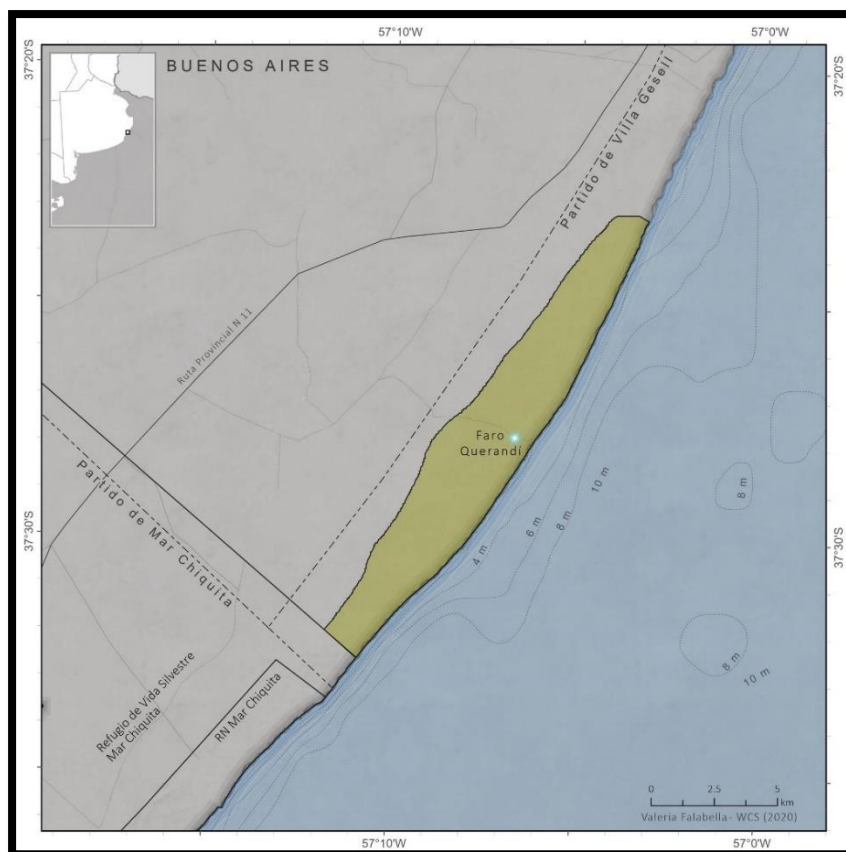 57°10'W
57°0'W
37°20'S
37°20'S
BUENOS AIRES
Partido de Villa Gesell
Ruta Provincial N 11
Faro
Querandí
10 m
8 m
6 m
4 m
8 m
37°30'S
37°30'S
Partido de Mar Chiquita
8 m
10 m
Refugio de Vida Silvestre
Mar Chiquita
RN Mar Chiquita
0 2.5 5
km
Valeria Falabella- WCS (2020)
57°10'W
57°0'W